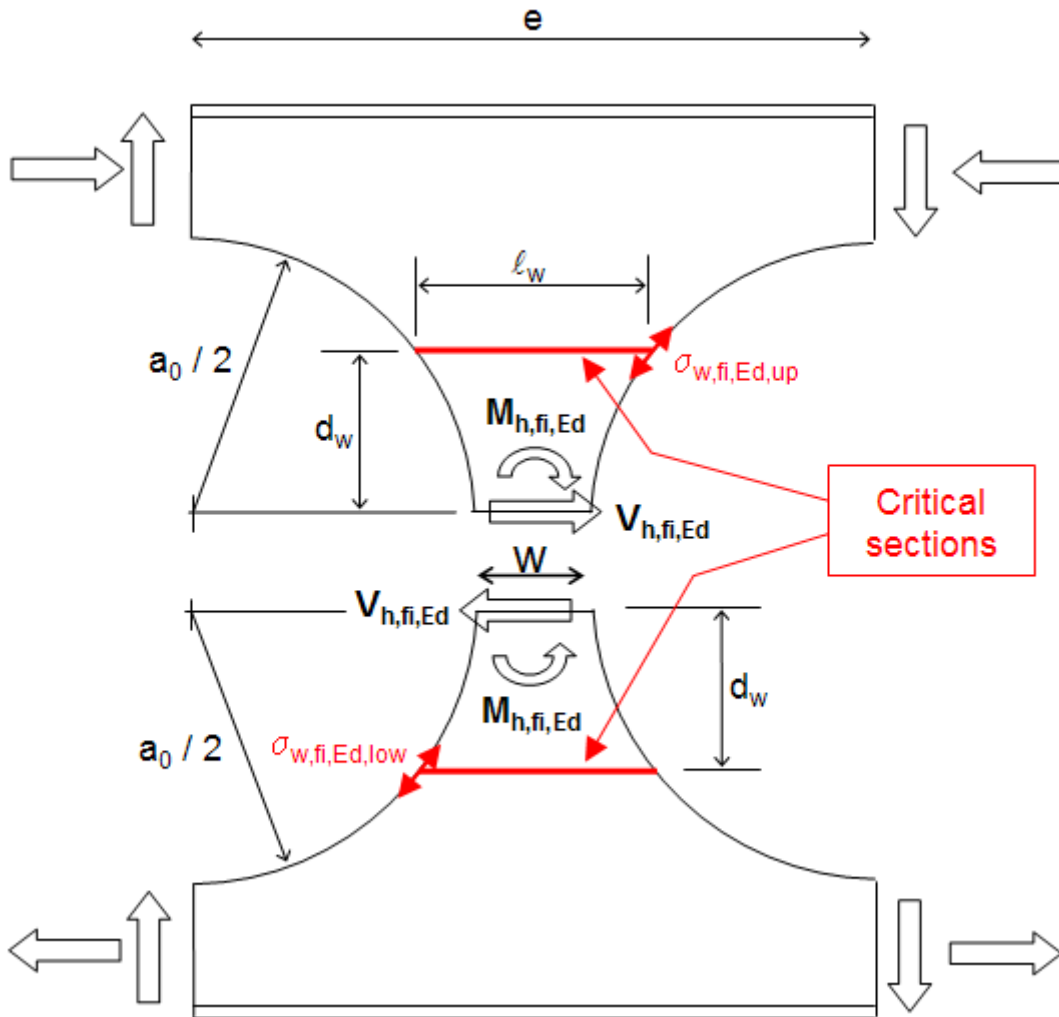 e
ℓw
a0 / 2
dw
σw,fi,Ed,up
Mh,fi,Ed
Vh,fi,Ed
Critical
sections
W
Vh,fi,Ed
Mh,fi,Ed
dw
a0 / 2
σw,fi,Ed,low